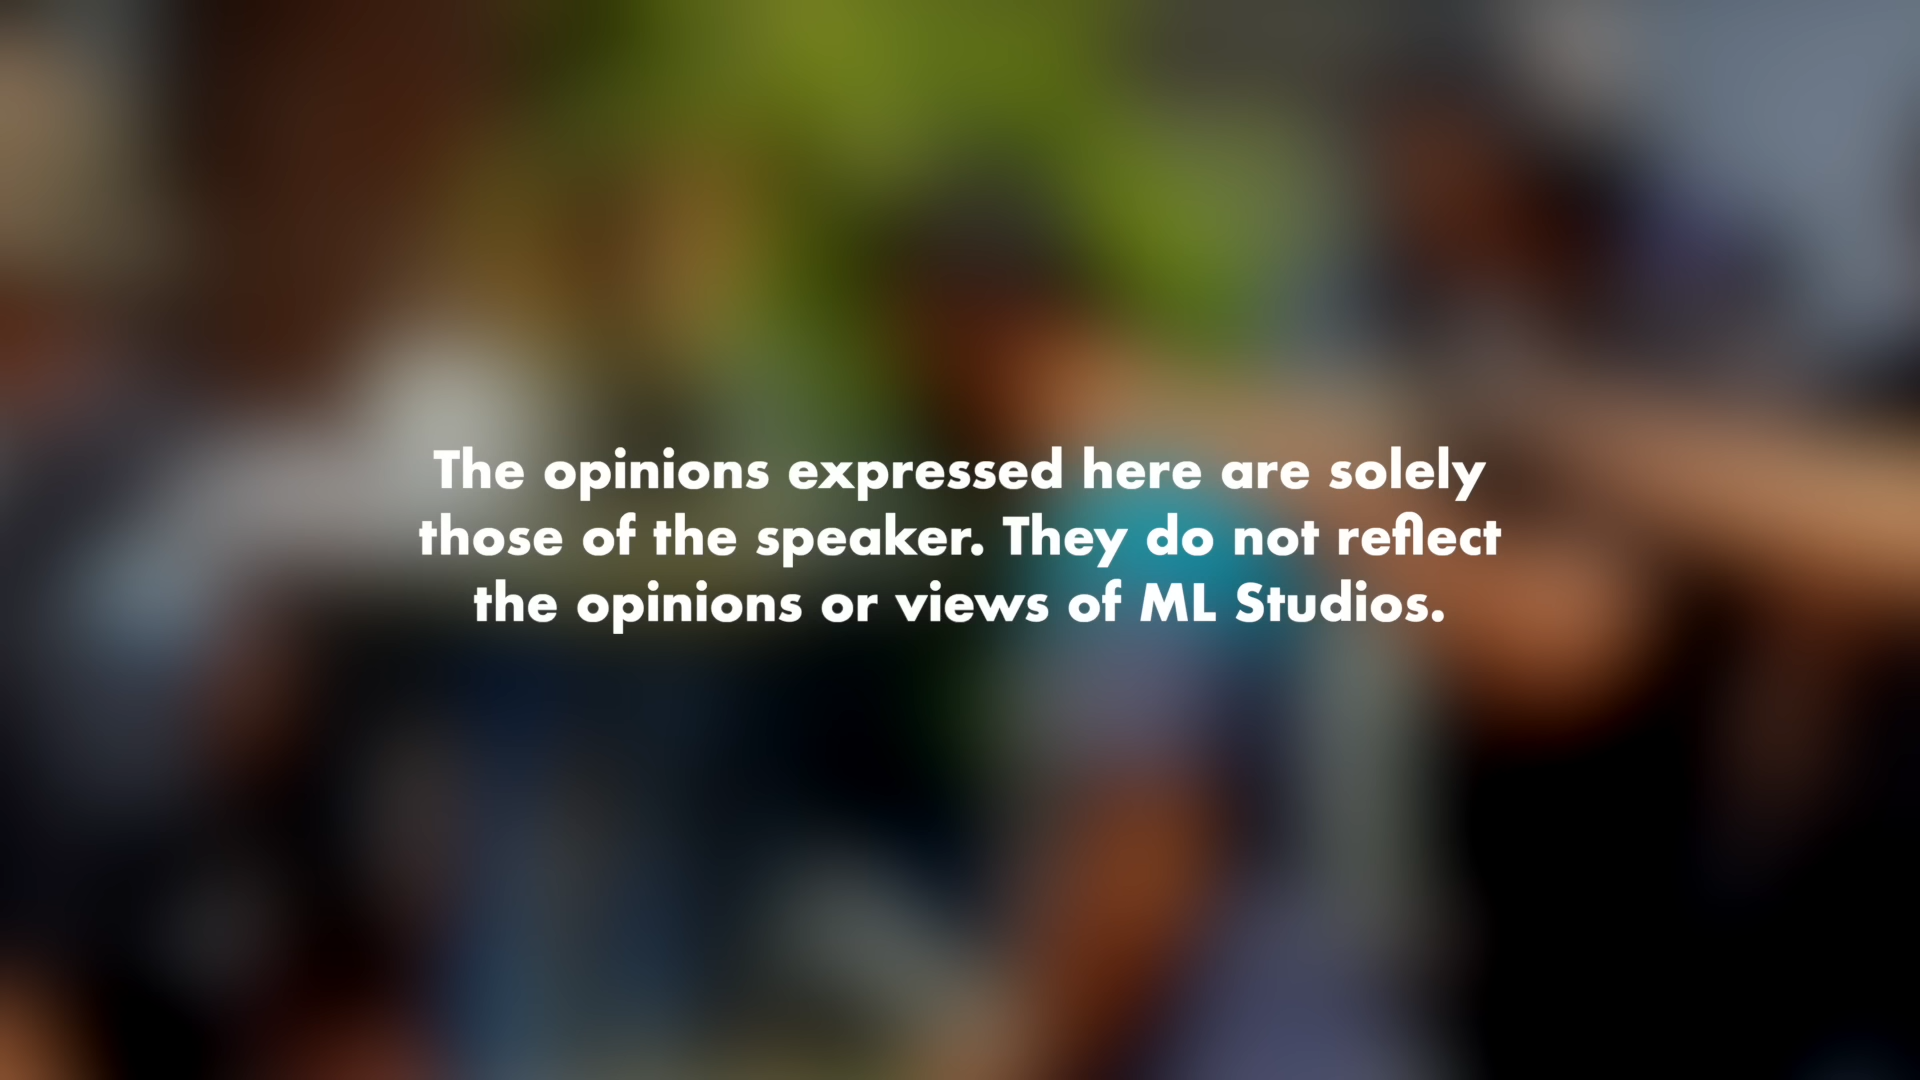 The opinions expressed here are solely
those of the speaker. They do not reflect
the opinions or views of ML Studios.